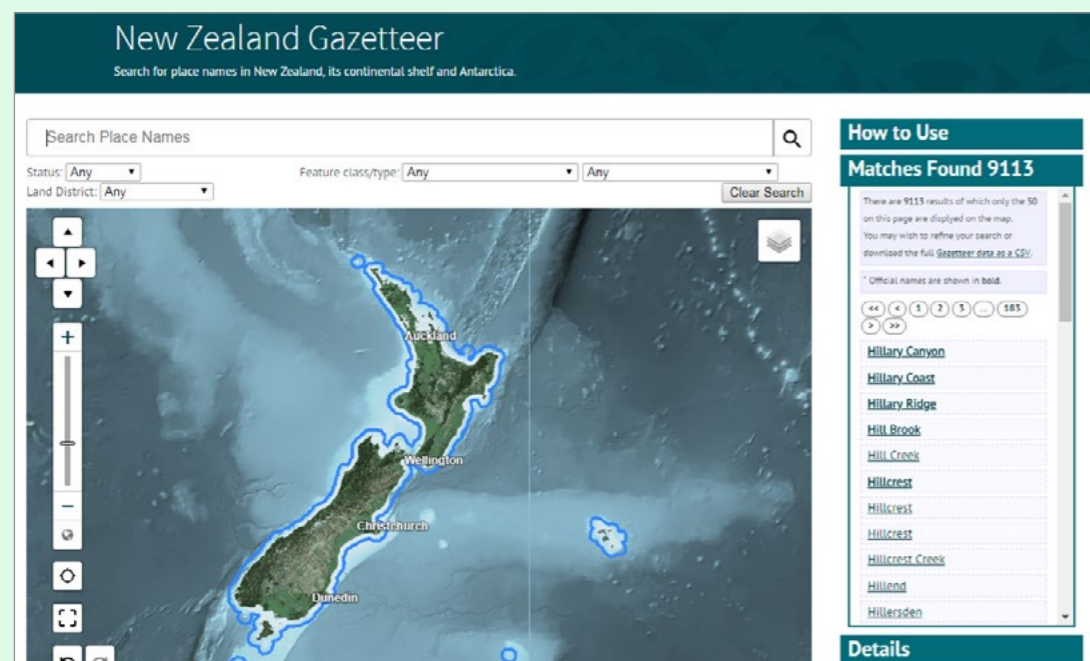 New Zealand Gazetteer
Search for place names in New Zealand, its continental shelf and Antarctica.
Search Place Names
Status: Any
Feature class/type: Any Any
Land District: Any
Clear Search
Auckland
Wellington
Christchurch
Dunedin
How to Use
Matches Found 9113
There are 9113 results of which only the 50
on this page are displyed on the map.
You may wish to refine your search or
download the full Gazetteer data as a CSV.
* Official names are shown in bold.
<< < 1 2 3 ... 183
> >>
Hillary Canyon
Hillary Coast
Hillary Ridge
Hill Brook
Hill Creek
Hillcrest
Hillcrest
Hillcrest
Hillcrest Creek
Hillend
Hillersden
Details